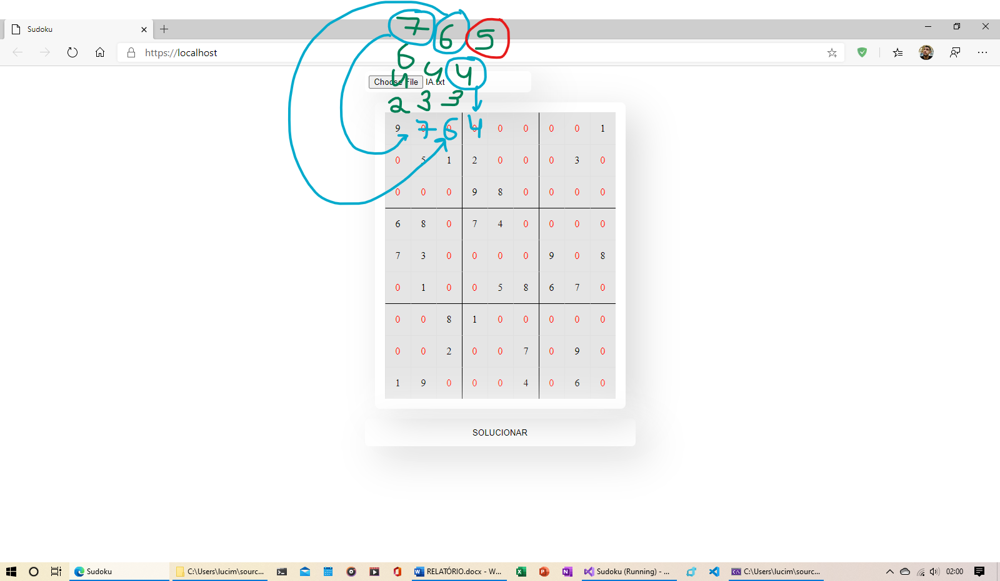 7 6 5
Sudoku
https://localhost
6
4 4 4
Choose File IA.txt
2 3 3
7 6 4
9 0 0 0 0 0 0 0 1
0 5 1 2 0 0 0 3 0
0 0 0 9 8 0 0 0 0
6 8 0 7 4 0 0 0 0
7 3 0 0 0 0 9 0 8
0 1 0 0 5 8 6 7 0
0 0 8 1 0 0 0 0 0
0 0 2 0 0 7 0 9 0
1 9 0 0 0 4 0 6 0
SOLUCIONAR
Sudoku C:\Users\lucim\sourc... RELATÓRIO.docx - W... Sudoku (Running) - ... C:\Users\lucim\sourc... 02:00